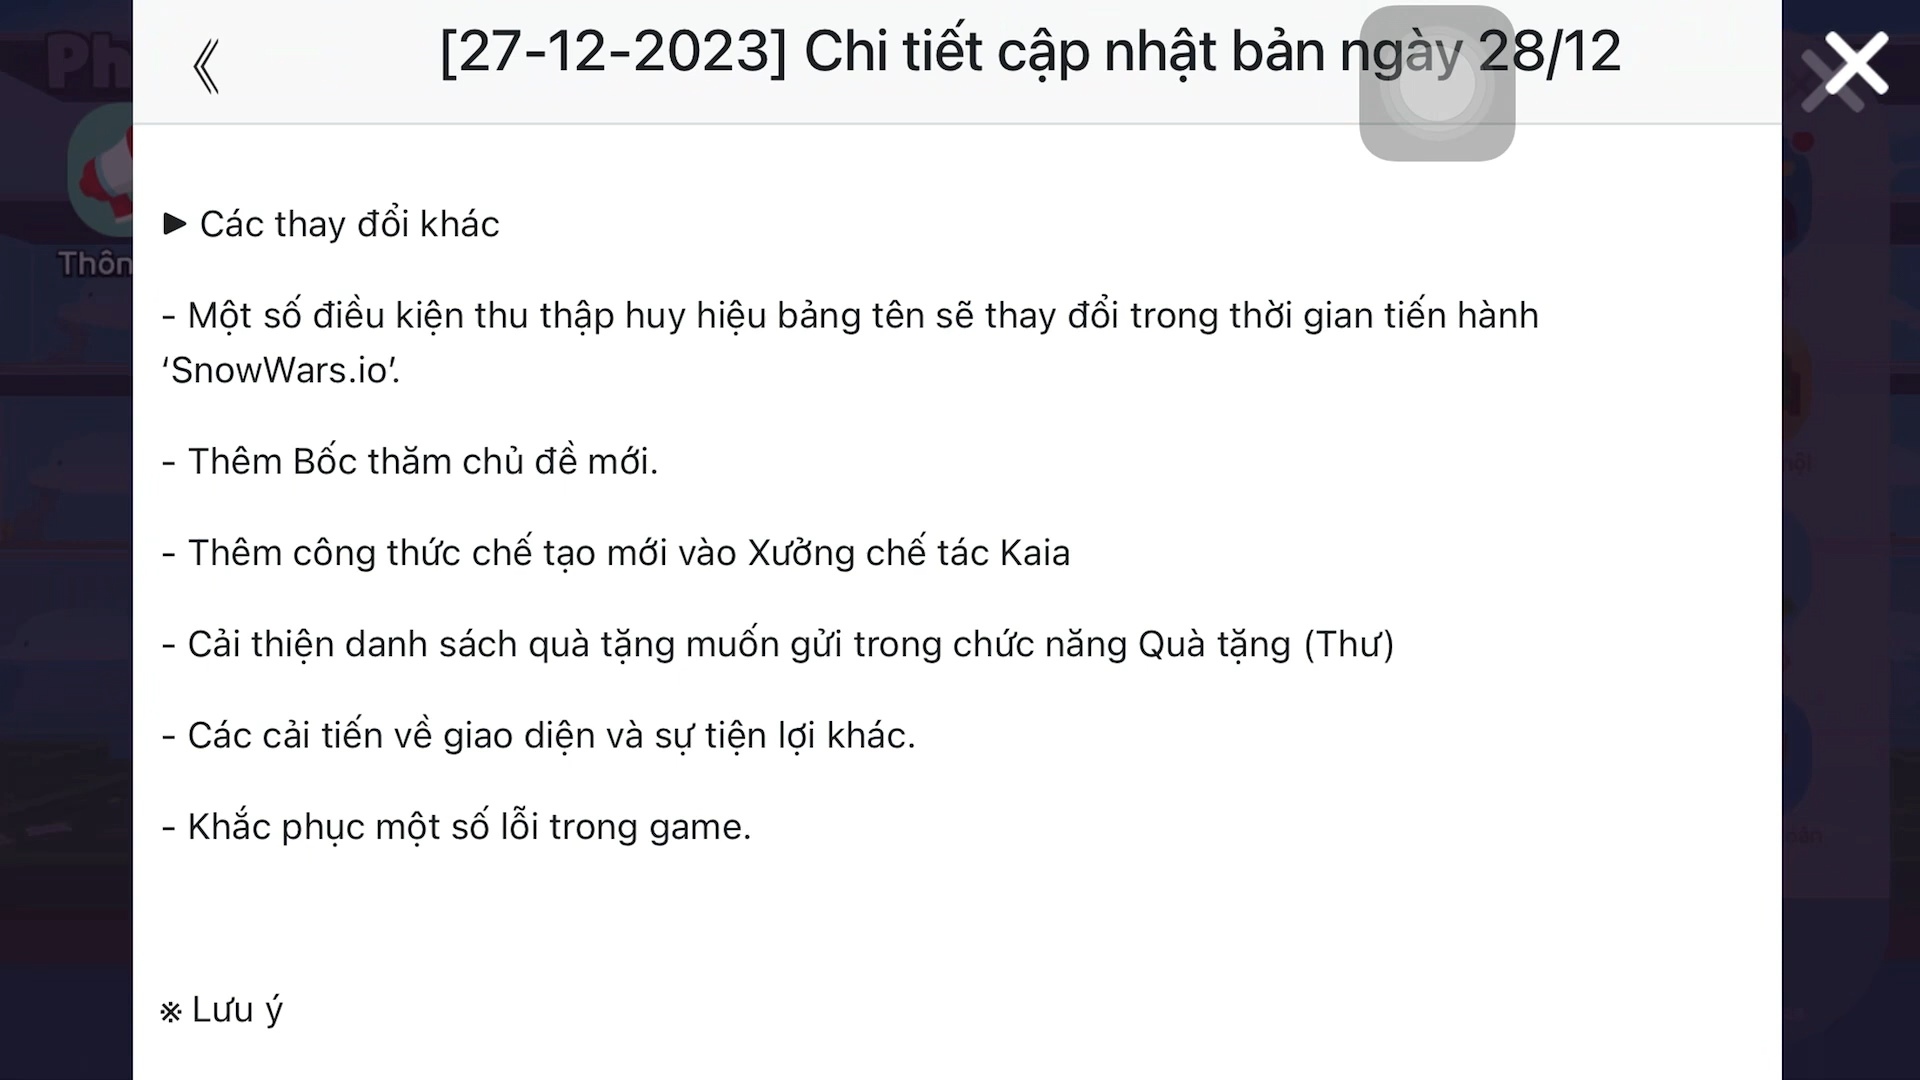 [27-12-2023] Chi tiết cập nhật bản ngày 28/12
Thôn
► Các thay đổi khác
- Một số điều kiện thu thập huy hiệu bảng tên sẽ thay đổi trong thời gian tiến hành
‘SnowWars.io’.
- Thêm Bốc thăm chủ đề mới.
- Thêm công thức chế tạo mới vào Xưởng chế tác Kaia
- Cải thiện danh sách quà tặng muốn gửi trong chức năng Quà tặng (Thư)
- Các cải tiến về giao diện và sự tiện lợi khác.
- Khắc phục một số lỗi trong game.
※ Lưu ý